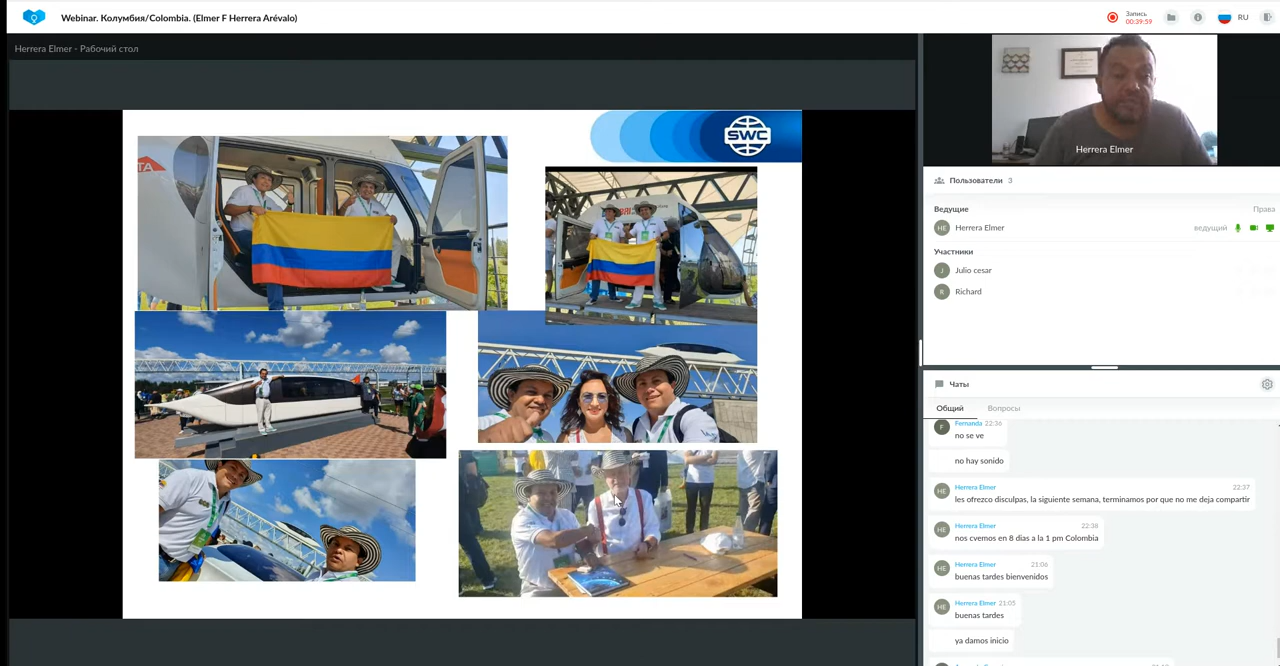 Webinar. Колумбия/Colombia. (Elmer F Herrera Arévalo)
Запись
00:39:59
RU
Herrera Elmer - Рабочий стол
SWC
TA
Herrera Elmer
Пользователи 3
Ведущие Права
HE Herrera Elmer ведущий
Участники
J Julio cesar
R Richard
Чаты
Общий Вопросы
F Fernanda 22:36
no se ve
no hay sonido
HE Herrera Elmer 22:37
les ofrezco disculpas, la siguiente semana, terminamos por que no me deja compartir
HE Herrera Elmer 22:38
nos cvemos en 8 dias a la 1 pm Colombia
HE Herrera Elmer 21:06
buenas tardes bienvenidos
HE Herrera Elmer 21:05
buenas tardes
ya damos inicio